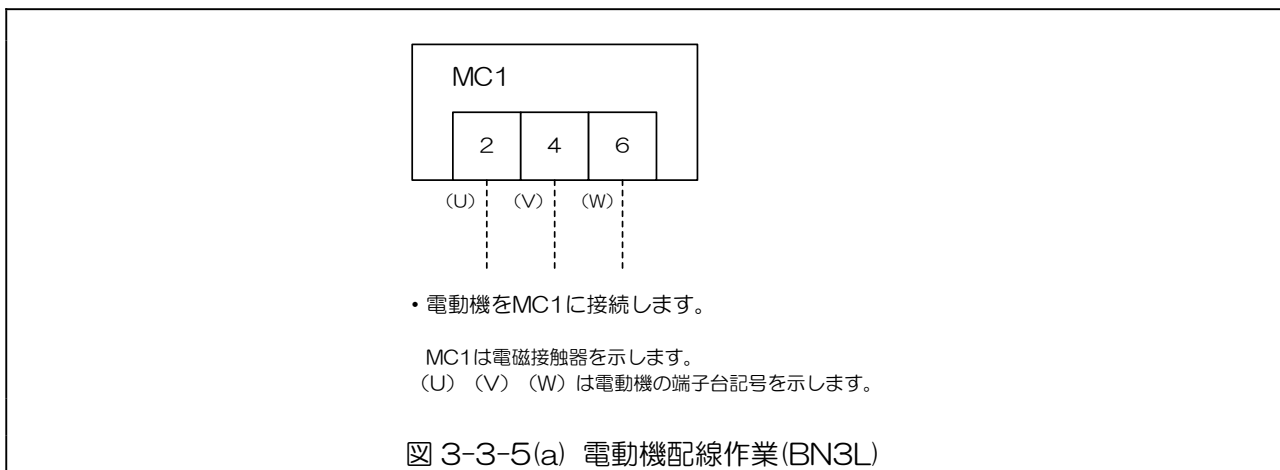 MC1
2 4 6
(U) (V) (W)
・電動機をMC1に接続します。
MC1は電磁接触器を示します。
(U)(V)(W)は電動機の端子台記号を示します。
図 3-3-5(a) 電動機配線作業(BN3L)